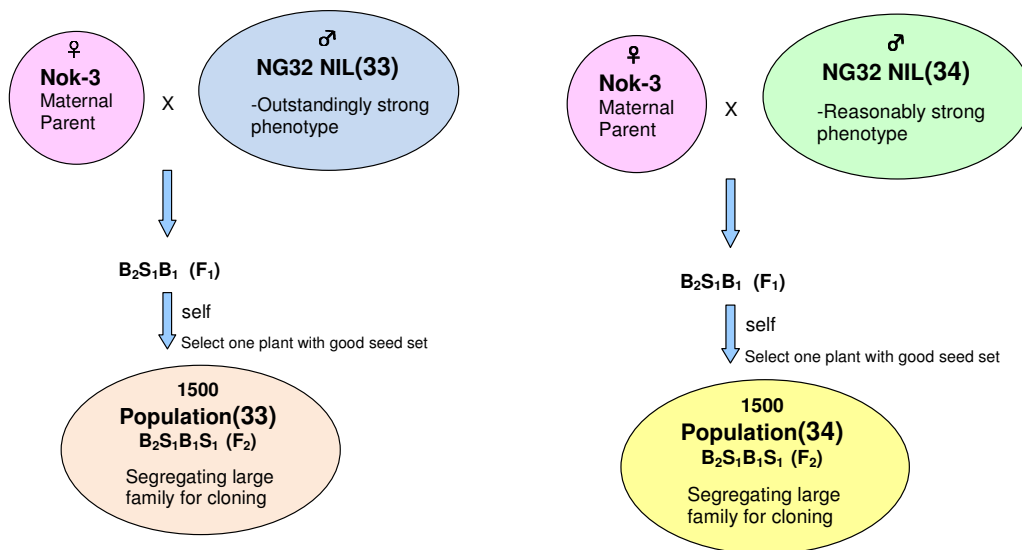 ♀
Nok-3
Maternal
Parent
X
♂
NG32 NIL(33)
-Outstandingly strong
phenotype
B₂S₁B₁ (F₁)
self
Select one plant with good seed set
1500
Population(33)
B₂S₁B₁S₁ (F₂)
Segregating large
family for cloning
♀
Nok-3
Maternal
Parent
X
♂
NG32 NIL(34)
-Reasonably strong
phenotype
B₂S₁B₁ (F₁)
self
Select one plant with good seed set
1500
Population(34)
B₂S₁B₁S₁ (F₂)
Segregating large
family for cloning